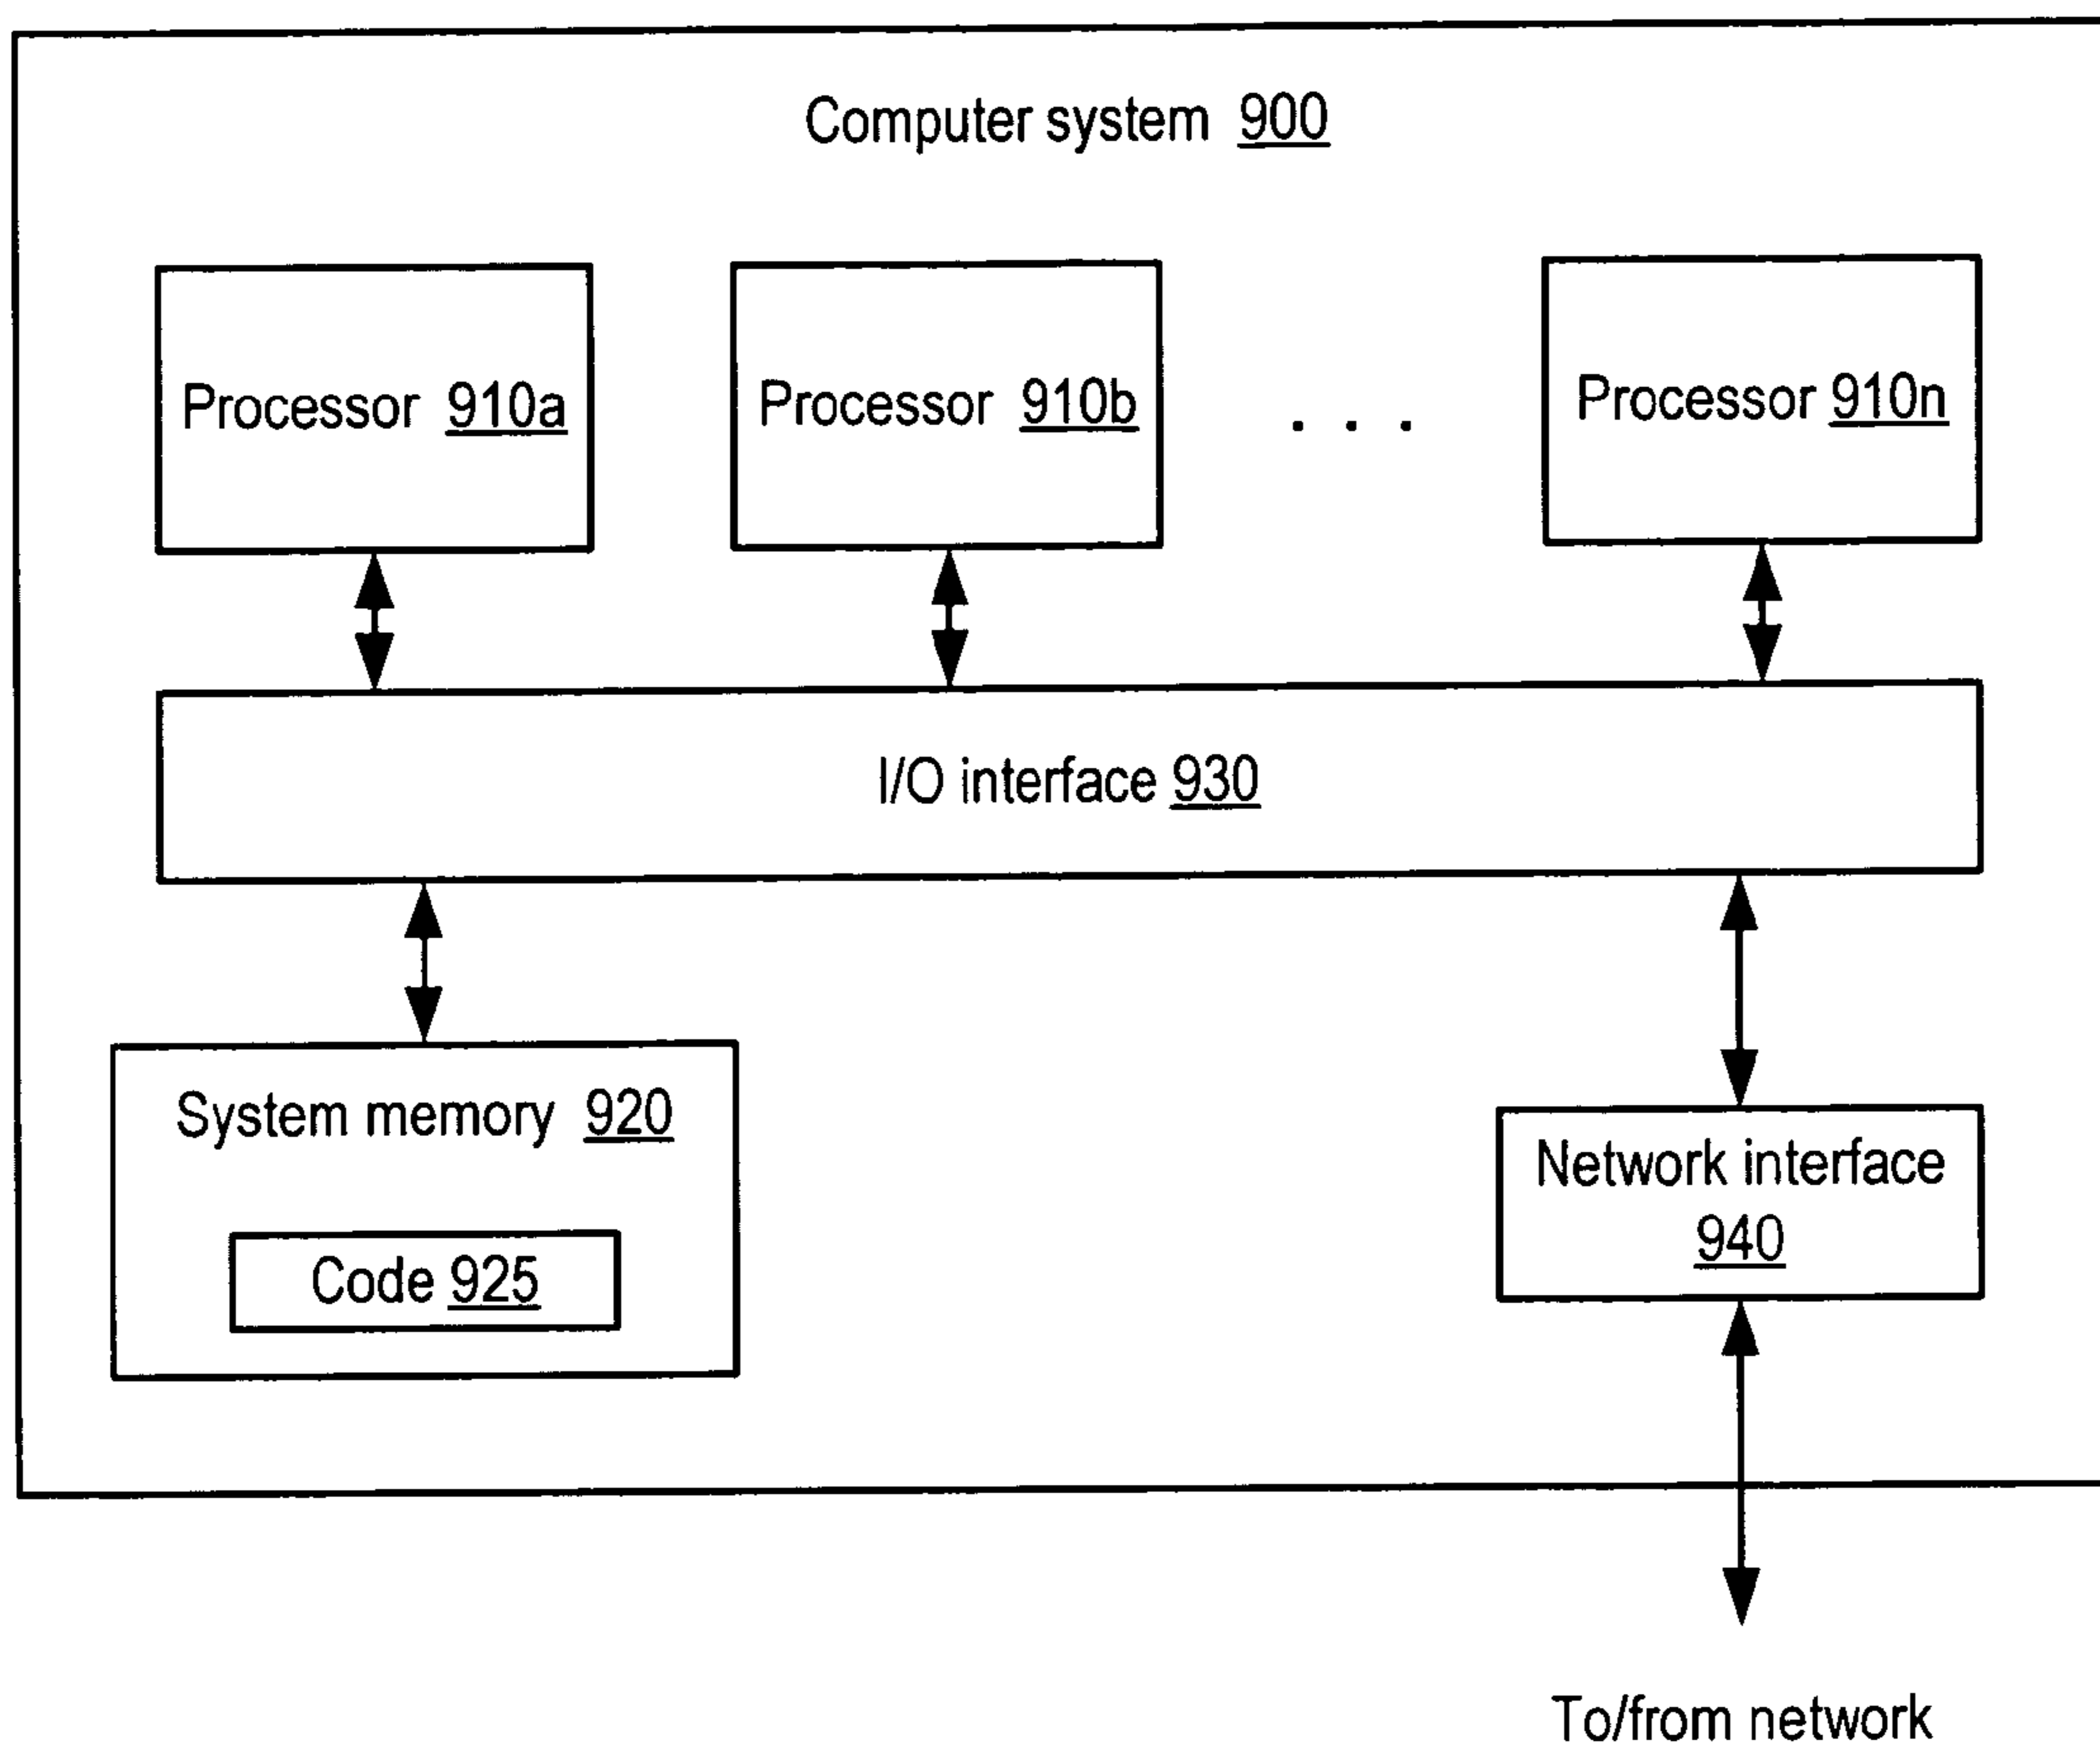 Computer system 900
Processor 910a
Processor 910b
. . .
Processor 910n
I/O interface 930
System memory 920
Code 925
Network interface
940
To/from network